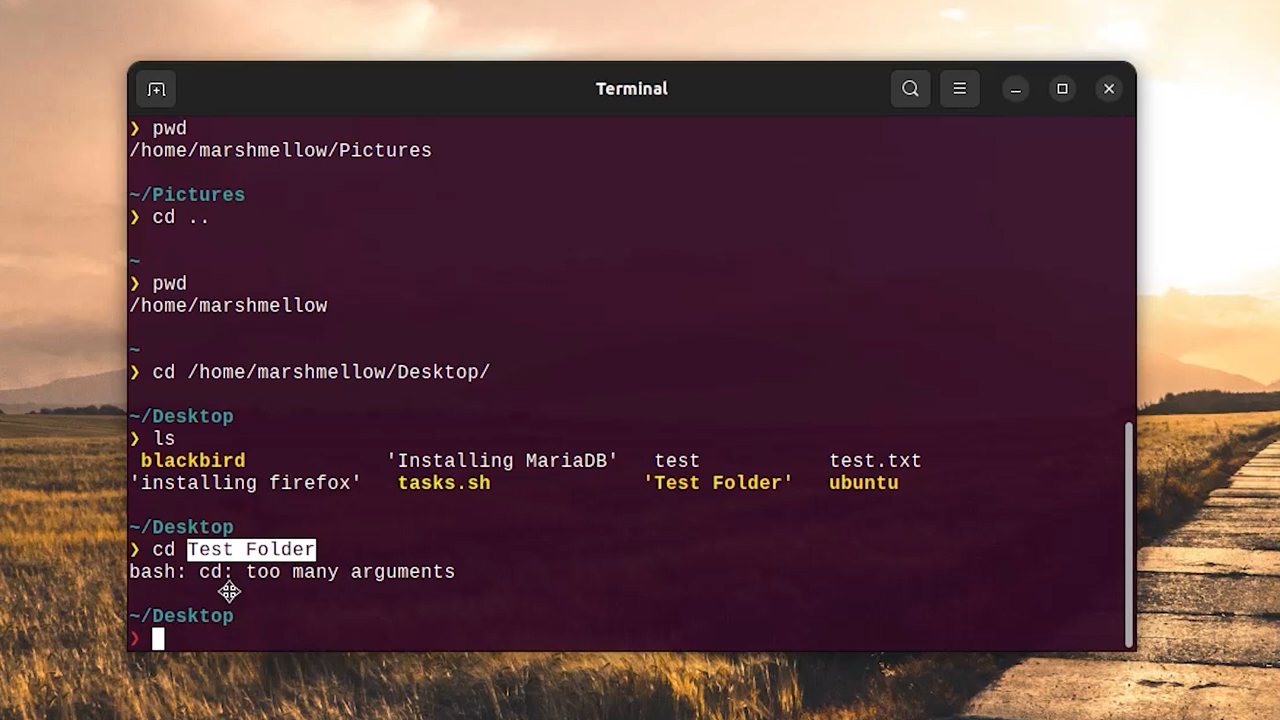 Terminal
❯ pwd
/home/marshmellow/Pictures
~/Pictures
❯ cd ..
~
❯ pwd
/home/marshmellow
~
❯ cd /home/marshmellow/Desktop/
~/Desktop
❯ ls
blackbird 'Installing MariaDB' test test.txt
'installing firefox' tasks.sh 'Test Folder' ubuntu
~/Desktop
❯ cd Test Folder
bash: cd: too many arguments
~/Desktop
❯